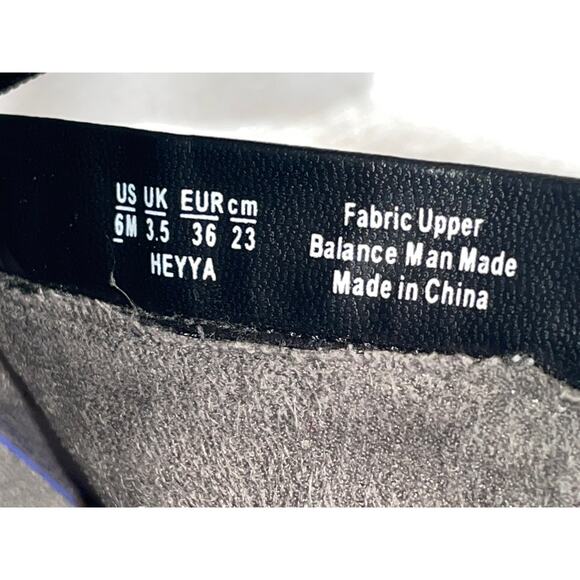 US UK EUR cm
6M 3.5 36 23
HEYYA
Fabric Upper
Balance Man Made
Made in China